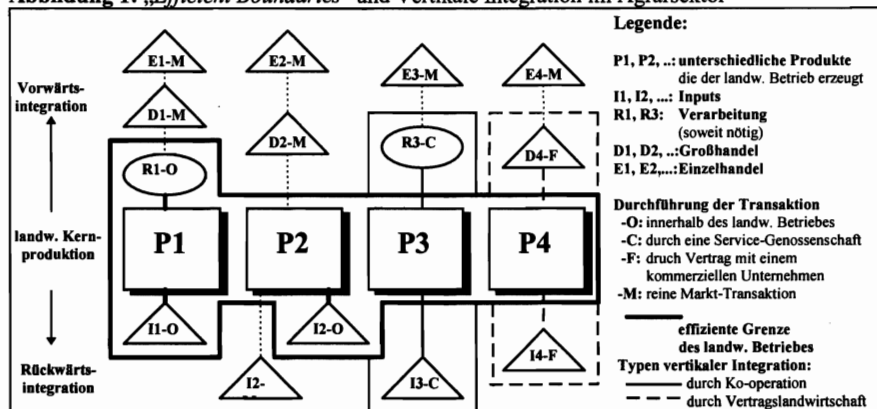 Abbildung 1: „Efficient Boundaries“ und Vertikale Integration im Agrarsektor
E1-M
E2-M
E3-M
E4-M
Vorwärts-
integration
D1-M
D2-M
R3-C
D4-F
R1-O
landw. Kern-
produktion
P1
P2
P3
P4
I1-O
I2-O
I2-
I3-C
I4-F
Rückwärts-
integration
Legende:
P1, P2, ..: unterschiedliche Produkte
die der landw. Betrieb erzeugt
I1, I2, ...: Inputs
R1, R3: Verarbeitung
(soweit nötig)
D1, D2, ..:Großhandel
E1, E2,...:Einzelhandel
Durchführung der Transaktion
-O: innerhalb des landw. Betriebes
-C: durch eine Service-Genossenschaft
-F: druch Vertrag mit einem
kommerziellen Unternehmen
-M: reine Markt-Transaktion
effiziente Grenze
des landw. Betriebes
Typen vertikaler Integration:
durch Ko-operation
durch Vertragslandwirtschaft